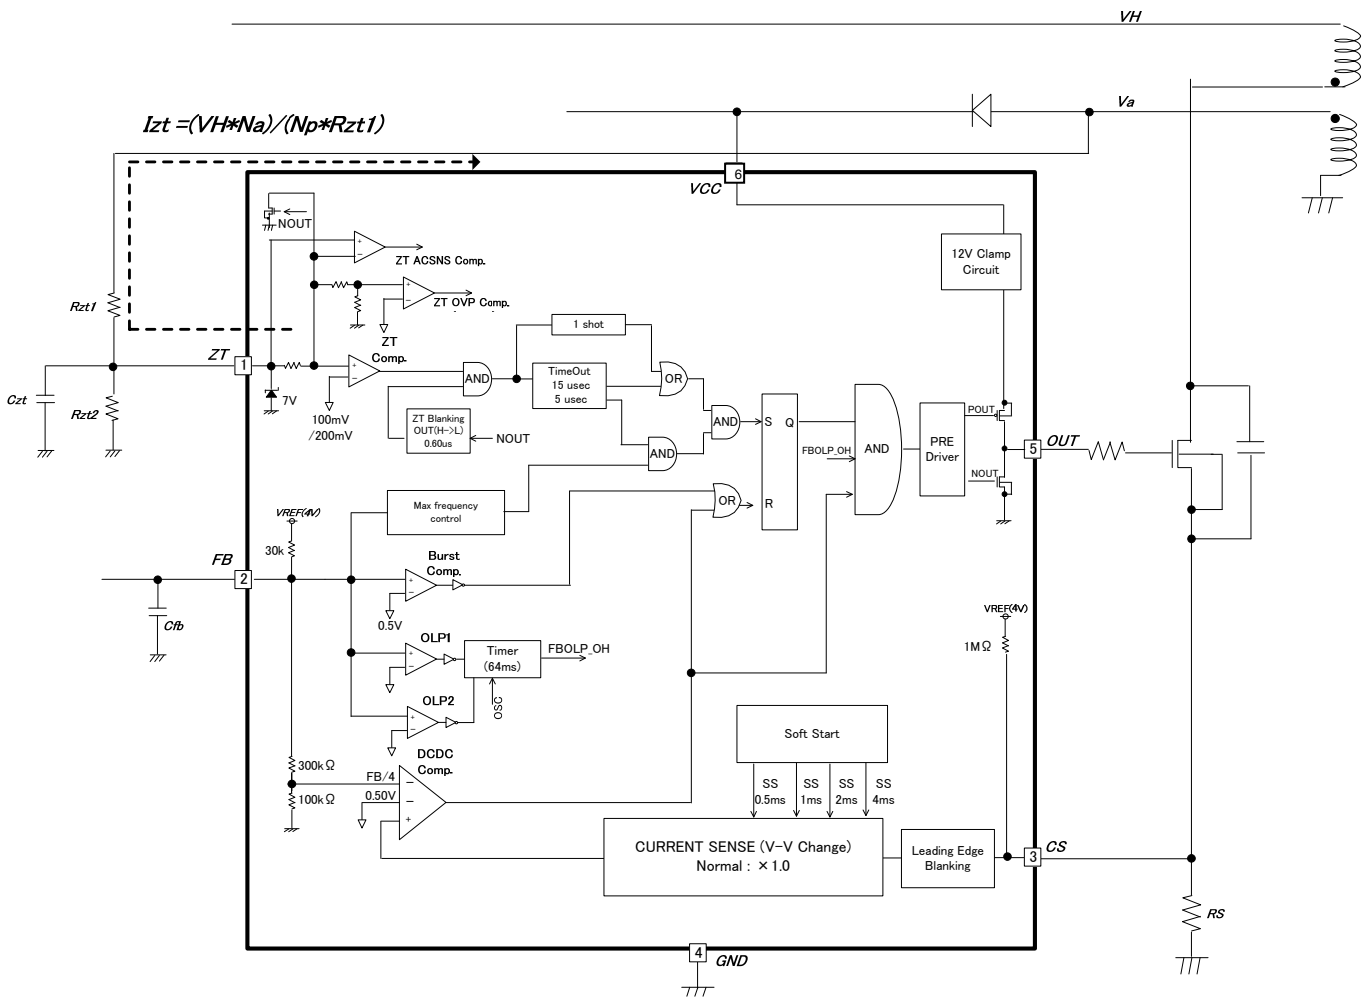 VH
Va
Izt =(VH*Na)/(Np*Rzt1)
VCC
6
NOUT
ZT ACSNS Comp.
12V Clamp
Circuit
ZT OVP Comp.
Rzt1
1 shot
ZT
ZT
Comp.
1
TimeOut
15 usec
5 usec
AND
OR
Czt
Rzt2
7V
100mV
/200mV
ZT Blanking
OUT(H->L)
0.60us
NOUT
AND
S
Q
POUT
PRE
Driver
OUT
5
AND
FBOLP_OH
AND
NOUT
Max frequency
control
OR
R
VREF(4V)
30k
FB
2
Burst
Comp.
0.5V
Cfb
VREF(4V)
1MΩ
OLP1
Timer
(64ms)
FBOLP_OH
OSC
OLP2
Soft Start
DCDC
Comp.
300kΩ
FB/4
0.50V
100kΩ
SS
0.5ms
SS
1ms
SS
2ms
SS
4ms
CURRENT SENSE (V-V Change)
Normal : ×1.0
Leading Edge
Blanking
3
CS
RS
4
GND